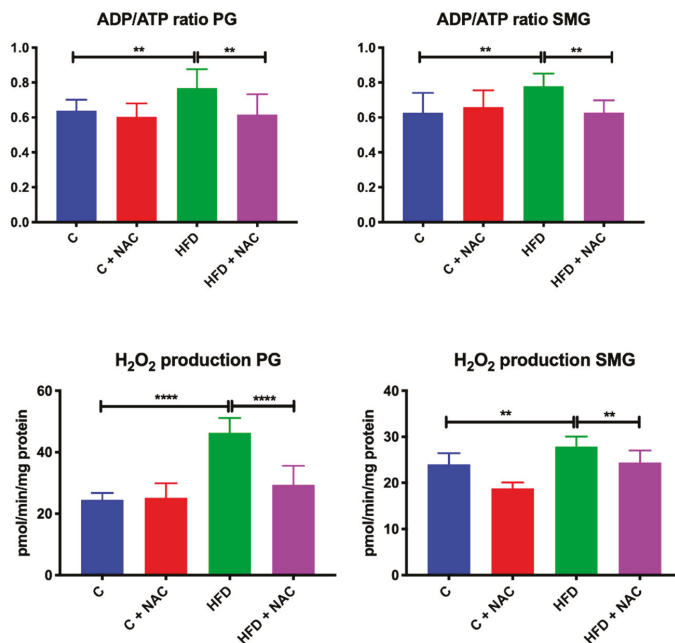 ADP/ATP ratio PG
1.0
0.8
0.6
0.4
0.2
0.0
** **
C
C + NAC
HFD
HFD + NAC
ADP/ATP ratio SMG
1.0
0.8
0.6
0.4
0.2
0.0
** **
C
C + NAC
HFD
HFD + NAC
H₂O₂ production PG
pmol/min/mg protein
60
40
20
0
**** ****
C
C + NAC
HFD
HFD + NAC
H₂O₂ production SMG
pmol/min/mg protein
40
30
20
10
0
** **
C
C + NAC
HFD
HFD + NAC